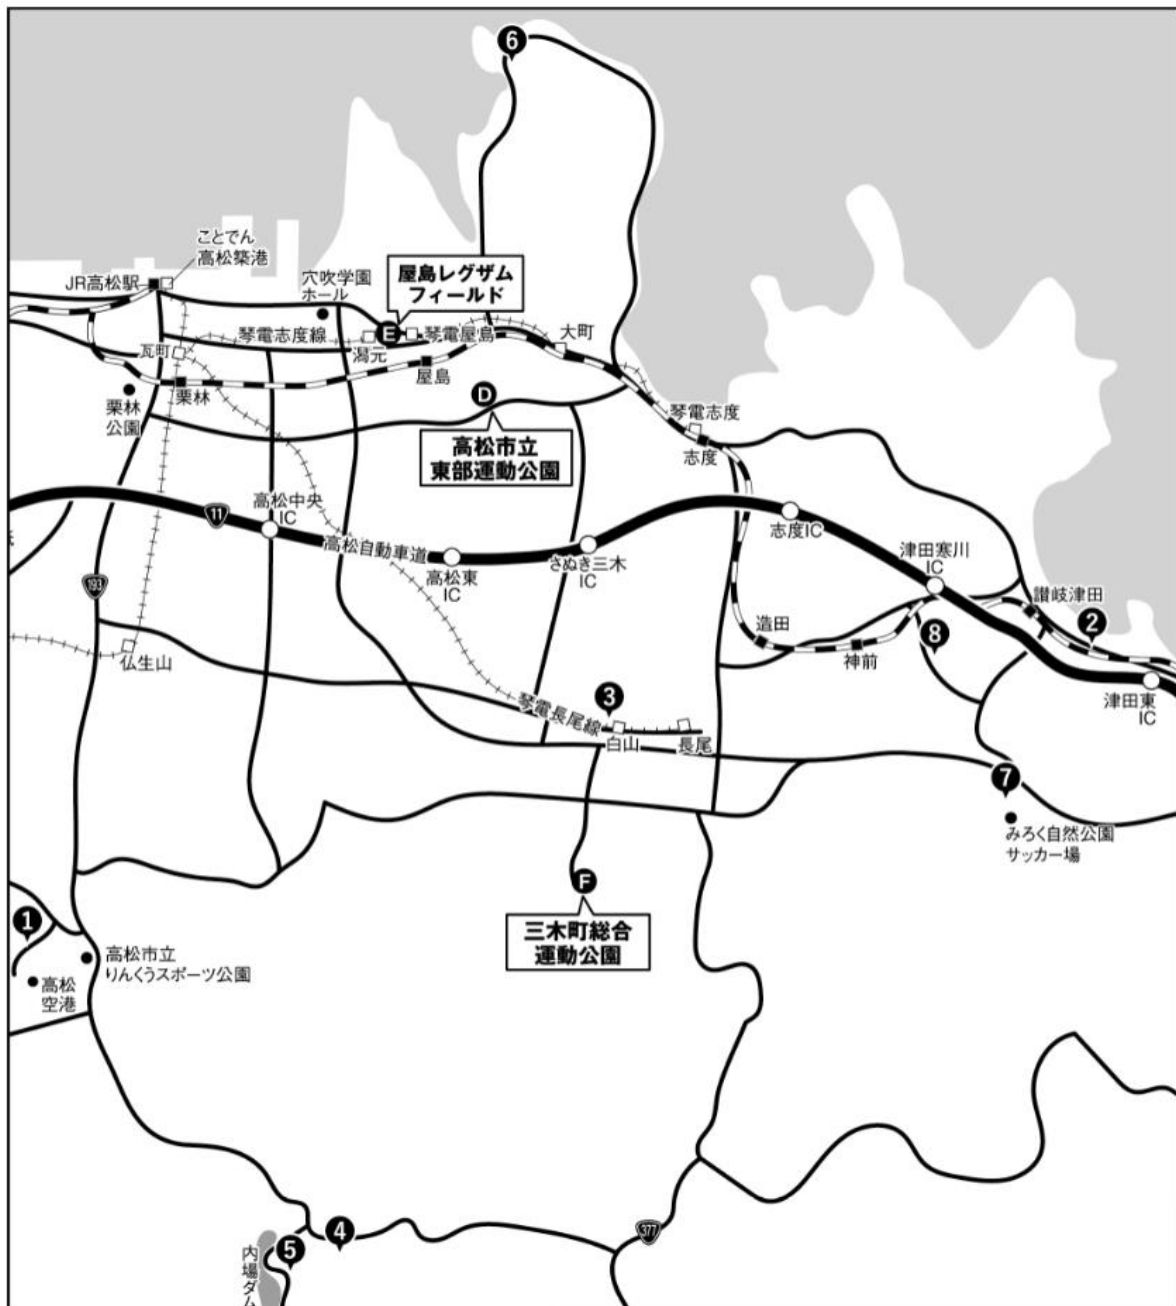 6
ことでん
高松築港
JR高松駅
穴吹学園
ホール
屋島レグザム
フィールド
琴電志度線
E
琴電屋島
大町
瓦町
潟元
屋島
栗林
栗林
公園
D
琴電志度
志度
高松市立
東部運動公園
11
高松中央
IC
高松自動車道
高松東
IC
さぬき三木
IC
志度IC
津田寒川
IC
193
讃岐津田
2
造田
8
神前
仏生山
津田東
IC
3
琴電長尾線
白山
長尾
7
みろく自然公園
サッカー場
F
三木町総合
運動公園
1
高松市立
りんくうスポーツ公園
高松
空港
4
377
5
内場ダム